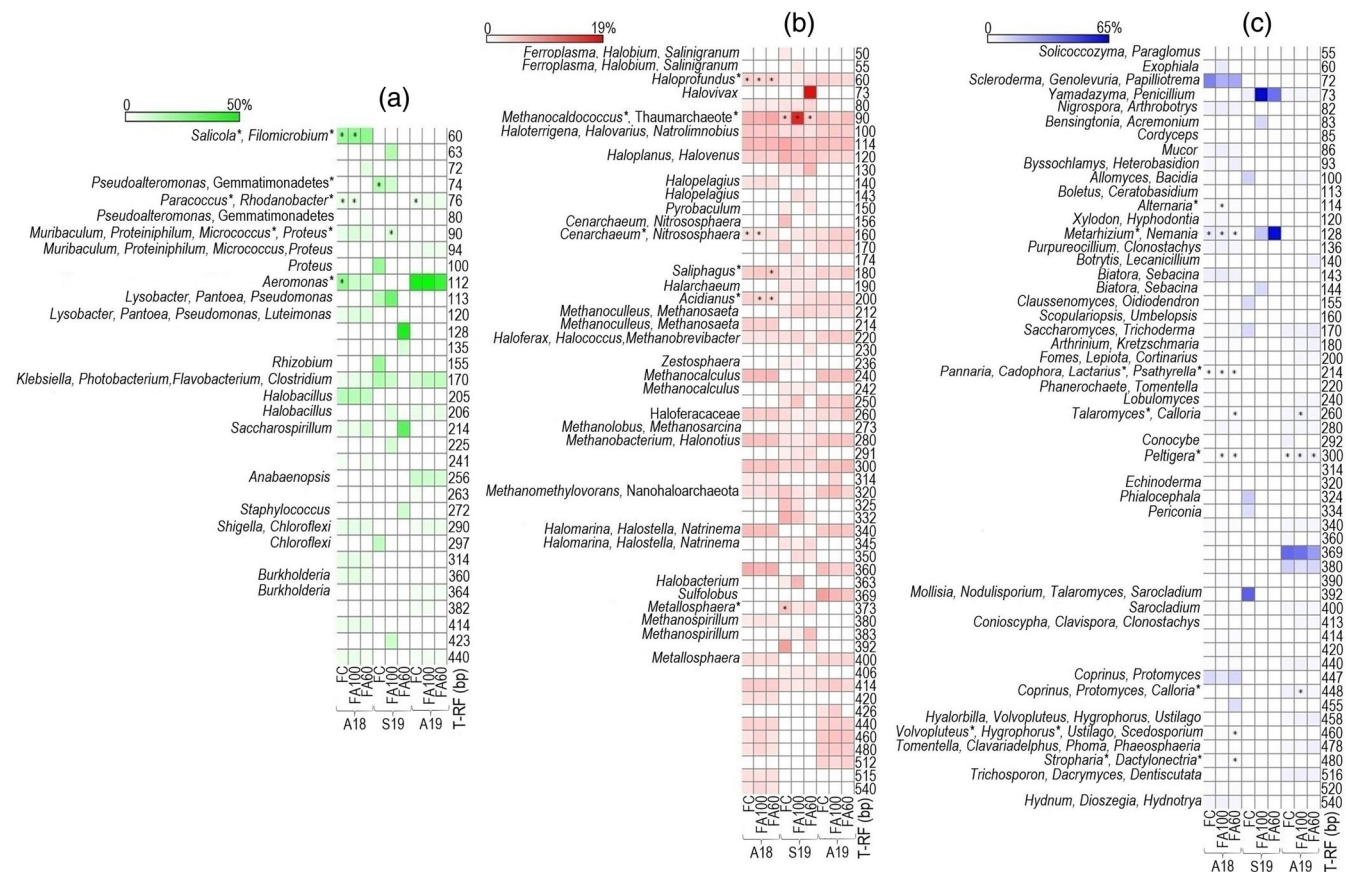 (a)
0 50%
Salicola*, Filomicrobium* 60
63
72
Pseudoalteromonas, Gemmatimonadetes* 74
Paracoccus*, Rhodanobacter* 76
Pseudoalteromonas, Gemmatimonadetes 80
Muribaculum, Proteiniphilum, Micrococcus*, Proteus* 90
Muribaculum, Proteiniphilum, Micrococcus,Proteus 94
Proteus 100
Aeromonas* 112
Lysobacter, Pantoea, Pseudomonas 113
Lysobacter, Pantoea, Pseudomonas, Luteimonas 120
128
135
Rhizobium 155
Klebsiella, Photobacterium,Flavobacterium, Clostridium 170
Halobacillus 205
Halobacillus 206
Saccharospirillum 214
225
241
Anabaenopsis 256
263
Staphylococcus 272
Shigella, Chloroflexi 290
Chloroflexi 297
314
Burkholderia 360
Burkholderia 364
382
414
423
440
FC FA100 FA60 FC FA100 FA60 FC FA100 FA60 T-RF (bp)
A18 S19 A19
(b)
0 19%
Ferroplasma, Halobium, Salinigranum 50
Ferroplasma, Halobium, Salinigranum 55
Haloprofundus* 60
Halovivax 73
80
Methanocaldococcus*, Thaumarchaeote* 90
Haloterrigena, Halovarius, Natrolimnobius 100
114
Haloplanus, Halovenus 120
130
Halopelagius 140
Halopelagius 143
Pyrobaculum 150
Cenarchaeum, Nitrososphaera 156
Cenarchaeum*, Nitrososphaera 160
170
174
Saliphagus* 180
Halarchaeum 190
Acidianus* 200
Methanoculleus, Methanosaeta 212
Methanoculleus, Methanosaeta 214
Haloferax, Halococcus,Methanobrevibacter 220
230
Zestosphaera 236
Methanocalculus 240
Methanocalculus 242
250
Haloferacaceae 260
Methanolobus, Methanosarcina 273
Methanobacterium, Halonotius 280
291
300
314
Methanomethylovorans, Nanohaloarchaeota 320
325
332
Halomarina, Halostella, Natrinema 340
Halomarina, Halostella, Natrinema 345
350
360
Halobacterium 363
Sulfolobus 369
Metallosphaera* 373
Methanospirillum 380
Methanospirillum 383
392
Metallosphaera 400
406
414
420
426
440
460
480
512
515
540
FC FA100 FA60 FC FA100 FA60 FC FA100 FA60 T-RF (bp)
A18 S19 A19
(c)
0 65%
Solicoccozyma, Paraglomus 55
Exophiala 60
Scleroderma, Genolevuria, Papilliotrema 72
Yamadazyma, Penicillium 73
Nigrospora, Arthrobotrys 82
Bensingtonia, Acremonium 83
Cordyceps 85
Mucor 86
Byssochlamys, Heterobasidion 93
Allomyces, Bacidia 100
Boletus, Ceratobasidium 113
Alternaria* 114
Xylodon, Hyphodontia 120
Metarhizium*, Nemania 128
Purpureocillium, Clonostachys 136
Botrytis, Lecanicillium 140
Biatora, Sebacina 143
Biatora, Sebacina 144
Claussenomyces, Oidiodendron 155
Scopulariopsis, Umbelopsis 160
Saccharomyces, Trichoderma 170
Arthrinium, Kretzschmaria 180
Fomes, Lepiota, Cortinarius 200
Pannaria, Cadophora, Lactarius*, Psathyrella* 214
Phanerochaete, Tomentella 220
Lobulomyces 240
Talaromyces*, Calloria 260
280
Conocybe 292
Peltigera* 300
314
Echinoderma 320
Phialocephala 324
Periconia 334
340
360
369
380
390
Mollisia, Nodulisporium, Talaromyces, Sarocladium 392
Sarocladium 400
Conioscypha, Clavispora, Clonostachys 413
414
420
440
Coprinus, Protomyces 447
Coprinus, Protomyces, Calloria* 448
455
Hyalorbilla, Volvopluteus, Hygrophorus, Ustilago 458
Volvopluteus*, Hygrophorus*, Ustilago, Scedosporium 460
Tomentella, Clavariadelphus, Phoma, Phaeosphaeria 478
Stropharia*, Dactylonectria* 480
Trichosporon, Dacrymyces, Dentiscutata 516
520
Hydnum, Dioszegia, Hydnotrya 540
FC FA100 FA60 FC FA100 FA60 FC FA100 FA60 T-RF (bp)
A18 S19 A19